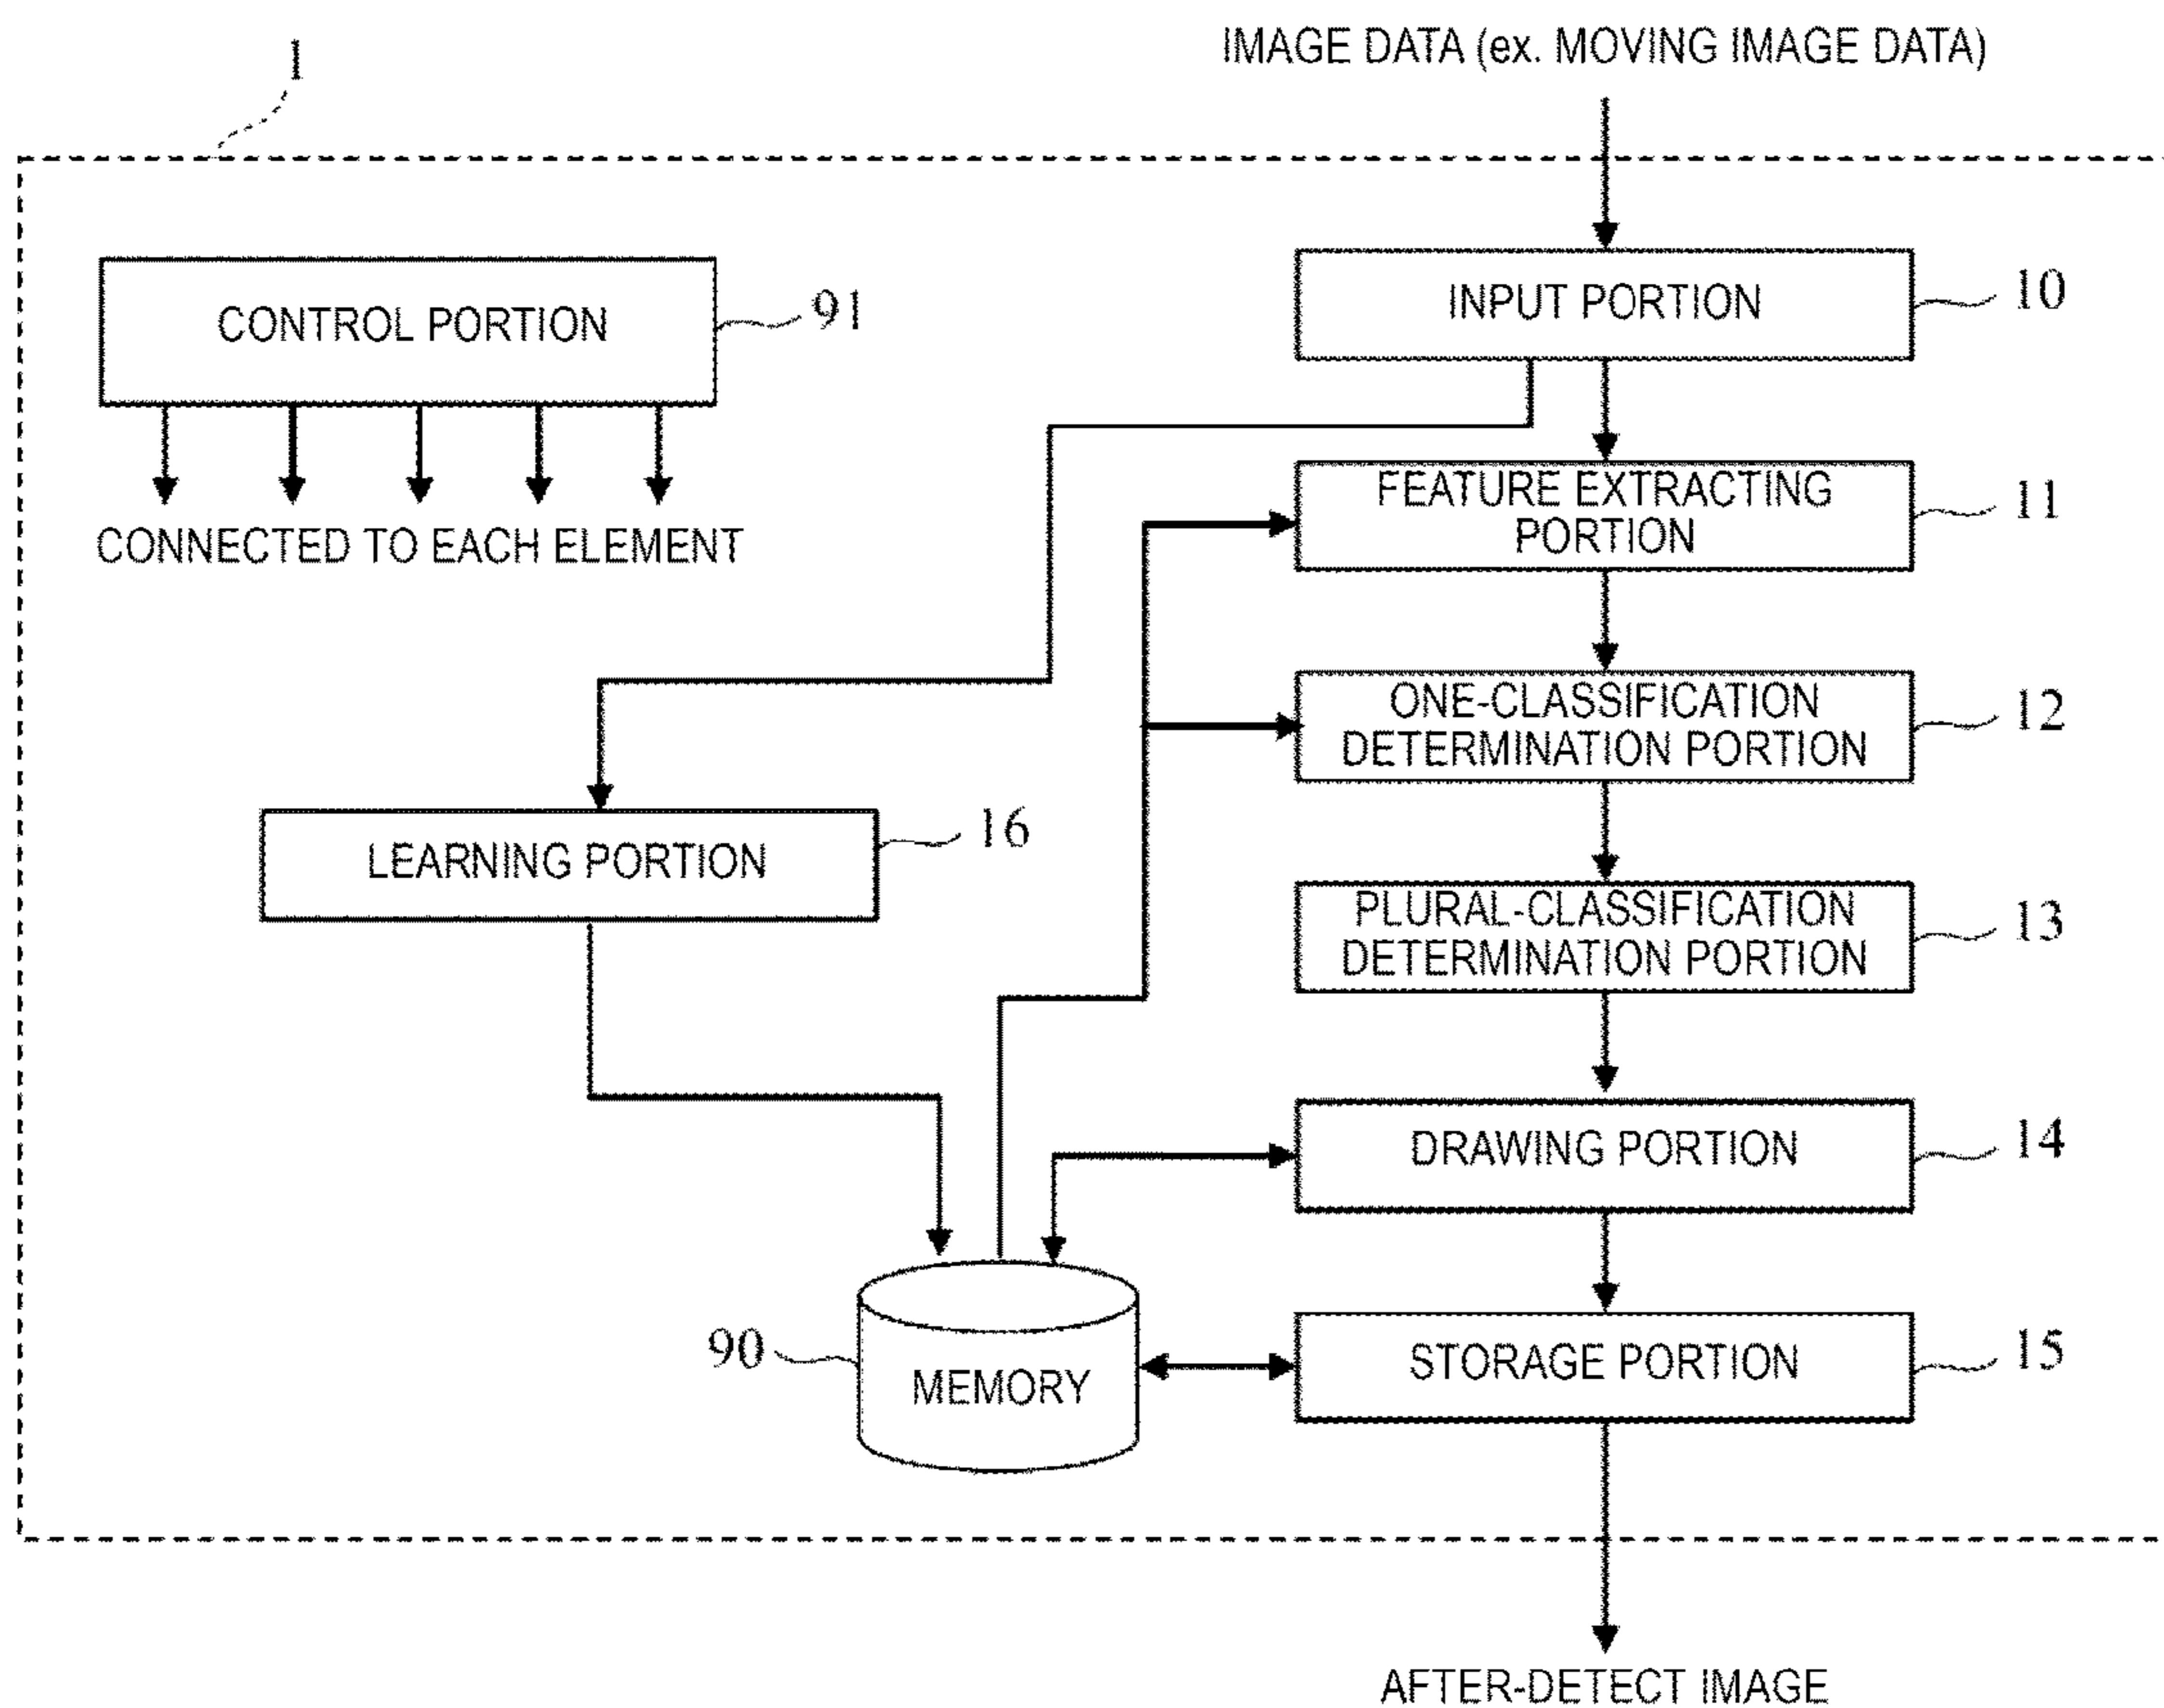 1
IMAGE DATA (ex. MOVING IMAGE DATA)
CONTROL PORTION
91
CONNECTED TO EACH ELEMENT
INPUT PORTION
10
FEATURE EXTRACTING
PORTION
11
ONE-CLASSIFICATION
DETERMINATION PORTION
12
LEARNING PORTION
16
PLURAL-CLASSIFICATION
DETERMINATION PORTION
13
DRAWING PORTION
14
90
MEMORY
STORAGE PORTION
15
AFTER-DETECT IMAGE